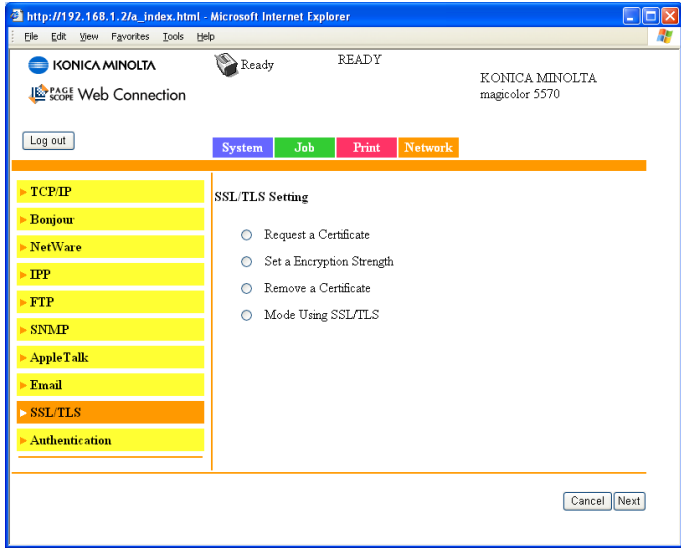 http://192.168.1.2/a_index.html - Microsoft Internet Explorer
File Edit View Favorites Tools Help
KONICA MINOLTA
Ready
READY
KONICA MINOLTA
magicolor 5570
PAGE SCOPE Web Connection
Log out
System Job Print Network
TCP/IP
Bonjour
NetWare
IPP
FTP
SNMP
AppleTalk
Email
SSL/TLS
Authentication
SSL/TLS Setting
Request a Certificate
Set a Encryption Strength
Remove a Certificate
Mode Using SSL/TLS
Cancel Next